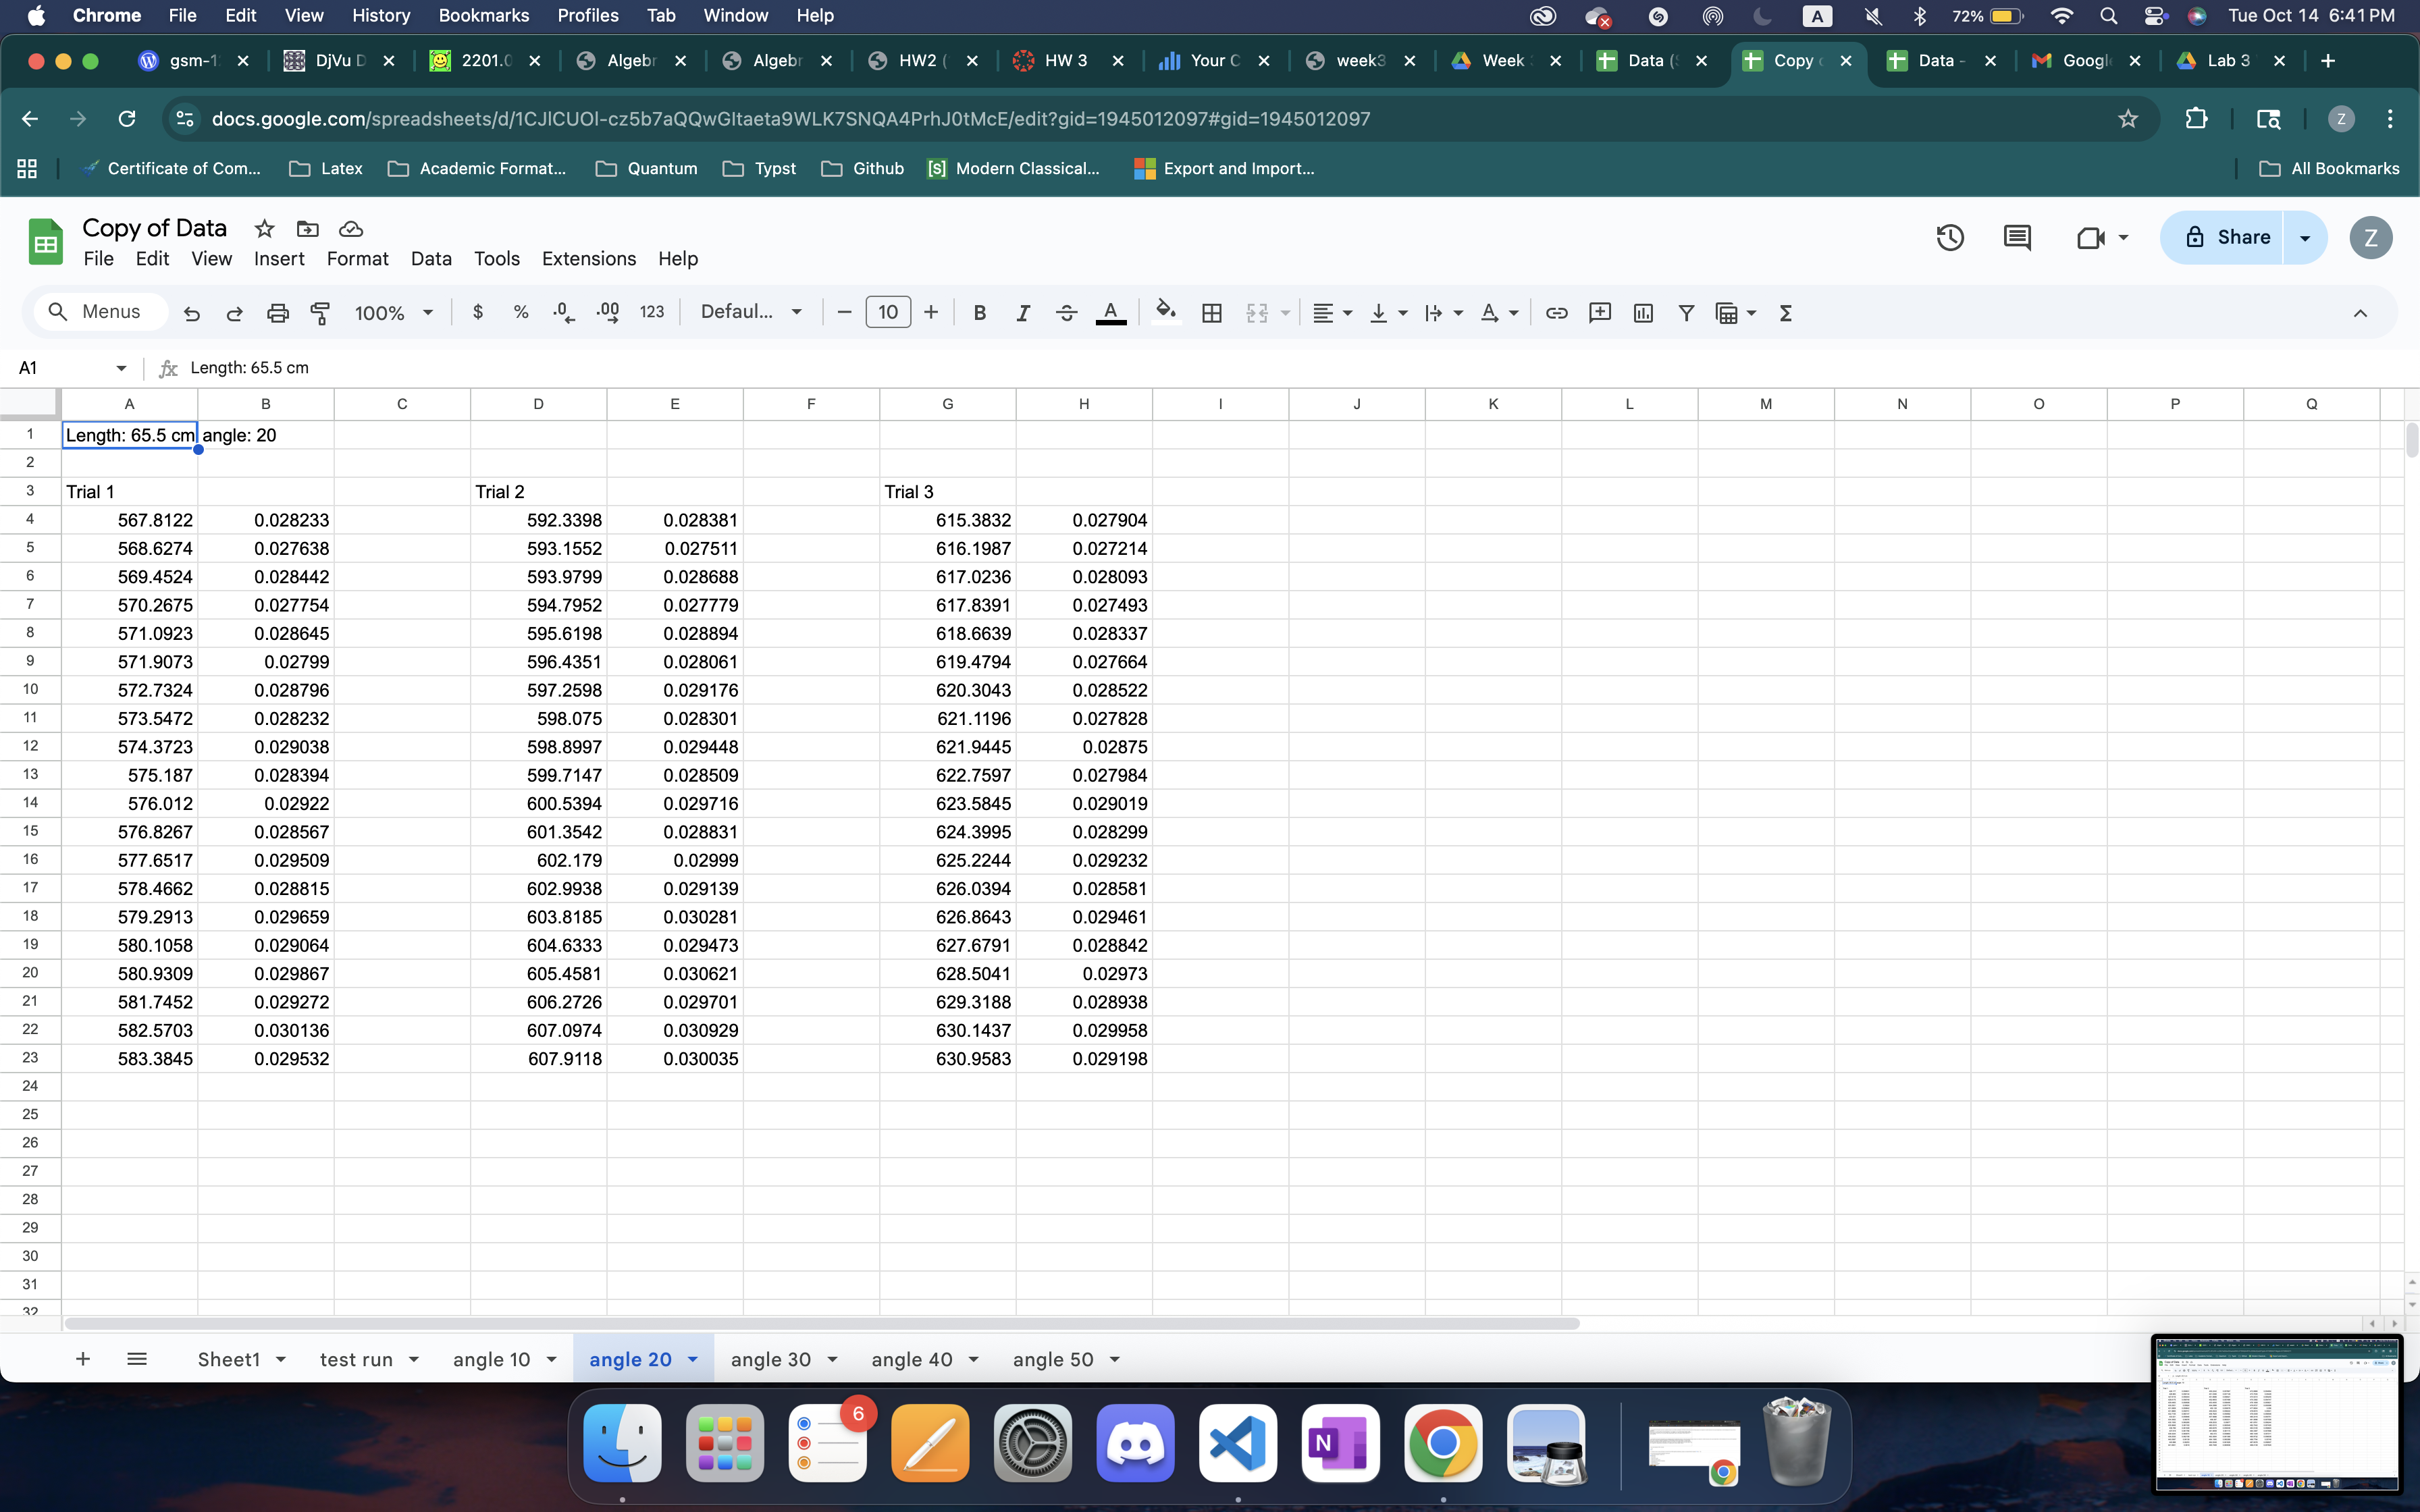 Chrome File Edit View History Bookmarks Profiles Tab Window Help A 72% Tue Oct 14 6:41 PM
gsm-1 DjVu D 2201.0 Algebr Algebr HW2 ( HW 3 Your C week3 Week Data ( Copy Data - Googl Lab 3
docs.google.com/spreadsheets/d/1CJlCUOl-cz5b7aQQwGltaeta9WLK7SNQA4PrhJ0tMcE/edit?gid=1945012097#gid=1945012097 Z
Certificate of Com... Latex Academic Format... Quantum Typst Github [S] Modern Classical... Export and Import... All Bookmarks
Copy of Data
File Edit View Insert Format Data Tools Extensions Help Share Z
Menus 100% $ % .0 .00 123 Defaul... 10 B I A
A1 fx Length: 65.5 cm
A B C D E F G H I J K L M N O P Q
1 Length: 65.5 cm angle: 20
2
3 Trial 1 Trial 2 Trial 3
4 567.8122 0.028233 592.3398 0.028381 615.3832 0.027904
5 568.6274 0.027638 593.1552 0.027511 616.1987 0.027214
6 569.4524 0.028442 593.9799 0.028688 617.0236 0.028093
7 570.2675 0.027754 594.7952 0.027779 617.8391 0.027493
8 571.0923 0.028645 595.6198 0.028894 618.6639 0.028337
9 571.9073 0.02799 596.4351 0.028061 619.4794 0.027664
10 572.7324 0.028796 597.2598 0.029176 620.3043 0.028522
11 573.5472 0.028232 598.075 0.028301 621.1196 0.027828
12 574.3723 0.029038 598.8997 0.029448 621.9445 0.02875
13 575.187 0.028394 599.7147 0.028509 622.7597 0.027984
14 576.012 0.02922 600.5394 0.029716 623.5845 0.029019
15 576.8267 0.028567 601.3542 0.028831 624.3995 0.028299
16 577.6517 0.029509 602.179 0.02999 625.2244 0.029232
17 578.4662 0.028815 602.9938 0.029139 626.0394 0.028581
18 579.2913 0.029659 603.8185 0.030281 626.8643 0.029461
19 580.1058 0.029064 604.6333 0.029473 627.6791 0.028842
20 580.9309 0.029867 605.4581 0.030621 628.5041 0.02973
21 581.7452 0.029272 606.2726 0.029701 629.3188 0.028938
22 582.5703 0.030136 607.0974 0.030929 630.1437 0.029958
23 583.3845 0.029532 607.9118 0.030035 630.9583 0.029198
24
25
26
27
28
29
30
31
32
Sheet1 test run angle 10 angle 20 angle 30 angle 40 angle 50
6
N